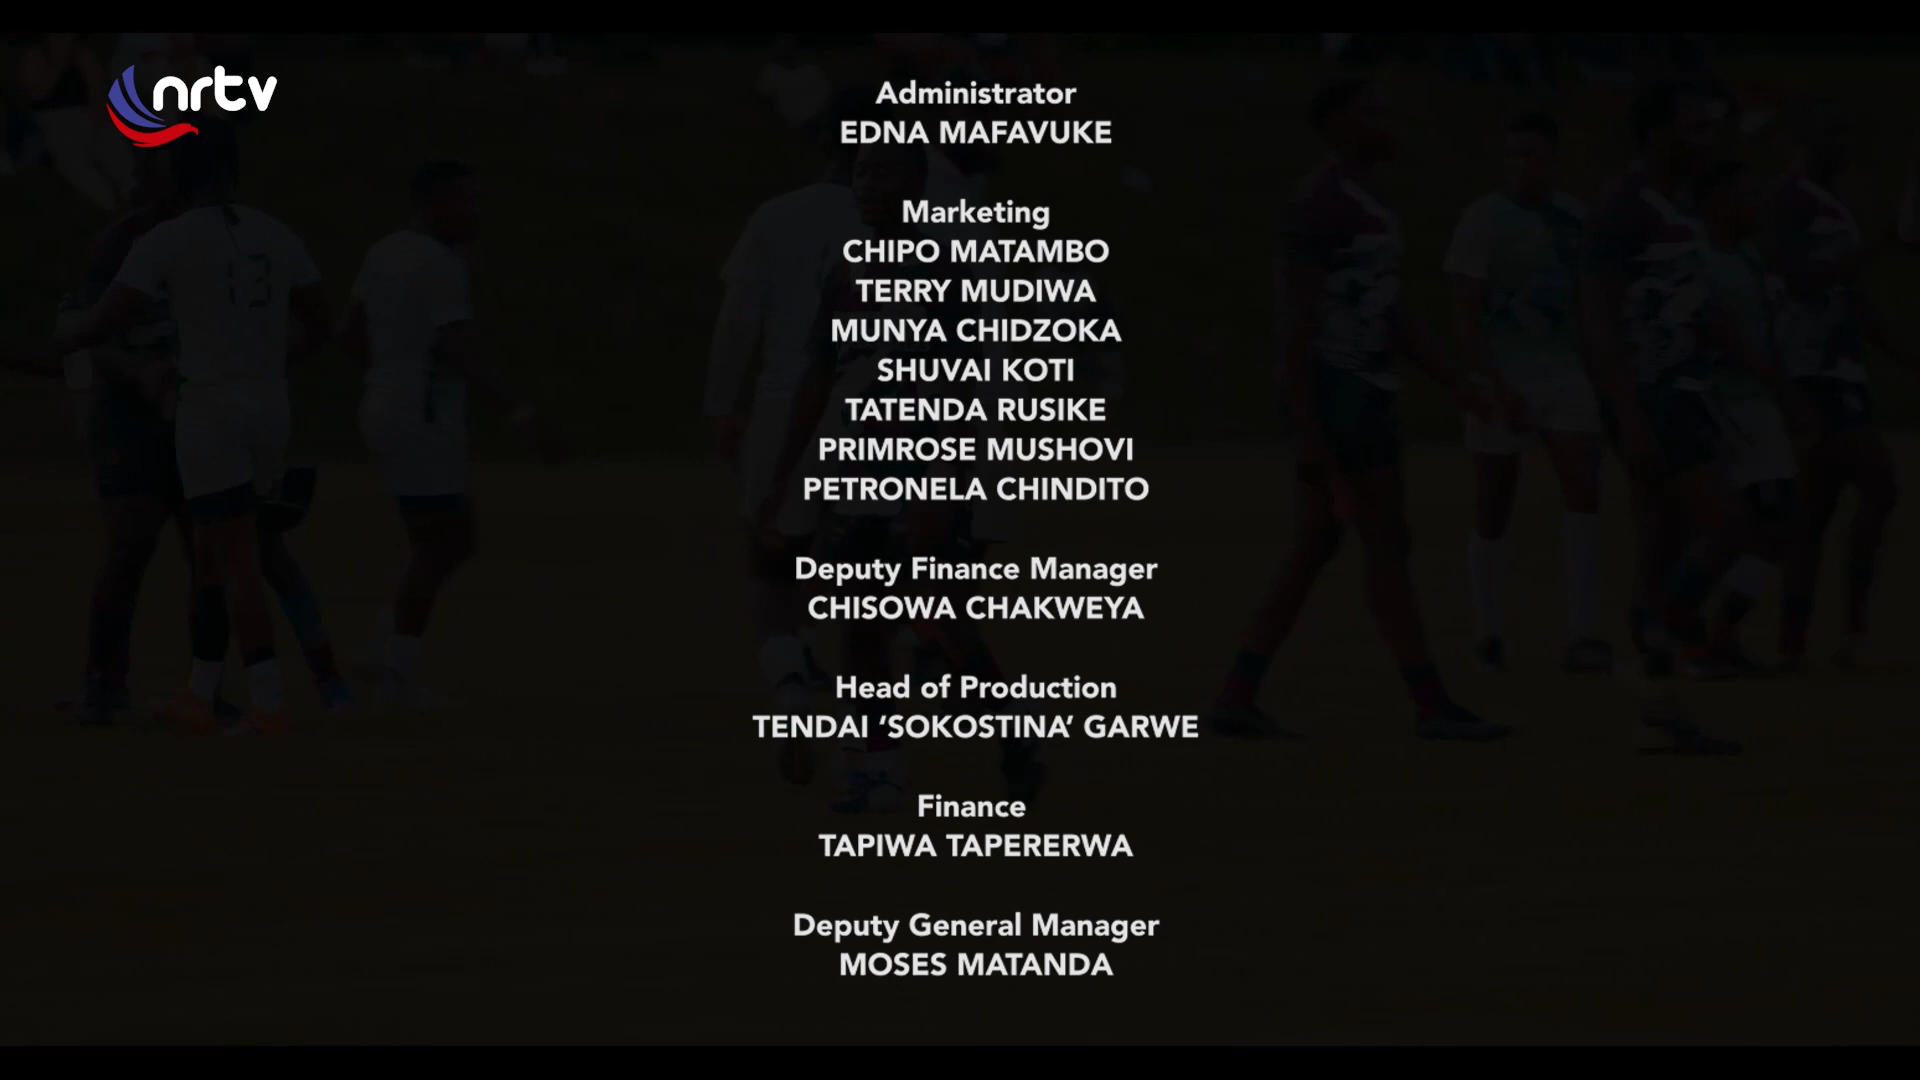 nrtv
Administrator
EDNA MAFAVUKE
Marketing
CHIPO MATAMBO
TERRY MUDIWA
MUNYA CHIDZOKA
SHUVAI KOTI
TATENDA RUSIKE
PRIMROSE MUSHOVI
PETRONELA CHINDITO
Deputy Finance Manager
CHISOWA CHAKWEYA
Head of Production
TENDAI ‘SOKOSTINA’ GARWE
Finance
TAPIWA TAPERERWA
Deputy General Manager
MOSES MATANDA
13